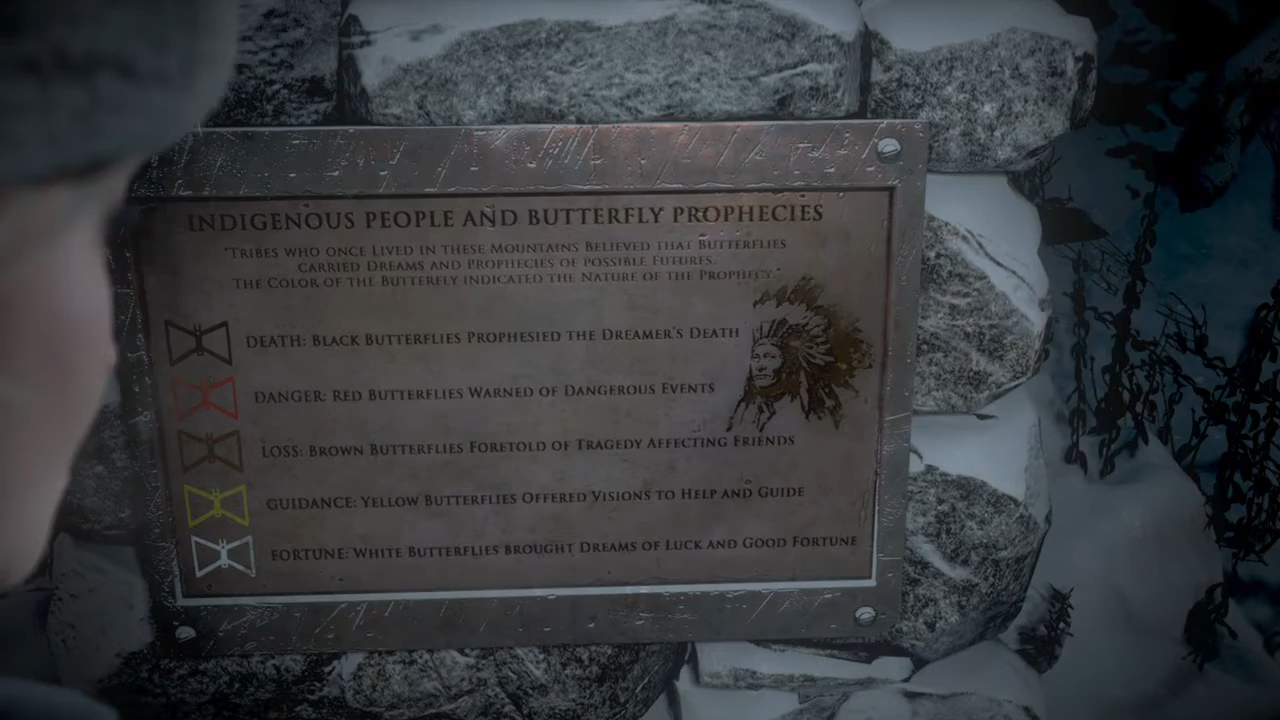 INDIGENOUS PEOPLE AND BUTTERFLY PROPHECIES
"TRIBES WHO ONCE LIVED IN THESE MOUNTAINS BELIEVED THAT BUTTERFLIES
CARRIED DREAMS AND PROPHECIES OF POSSIBLE FUTURES.
THE COLOR OF THE BUTTERFLY INDICATED THE NATURE OF THE PROPHECY."
DEATH: BLACK BUTTERFLIES PROPHESIED THE DREAMER'S DEATH
DANGER: RED BUTTERFLIES WARNED OF DANGEROUS EVENTS
LOSS: BROWN BUTTERFLIES FORETOLD OF TRAGEDY AFFECTING FRIENDS
GUIDANCE: YELLOW BUTTERFLIES OFFERED VISIONS TO HELP AND GUIDE
FORTUNE: WHITE BUTTERFLIES BROUGHT DREAMS OF LUCK AND GOOD FORTUNE